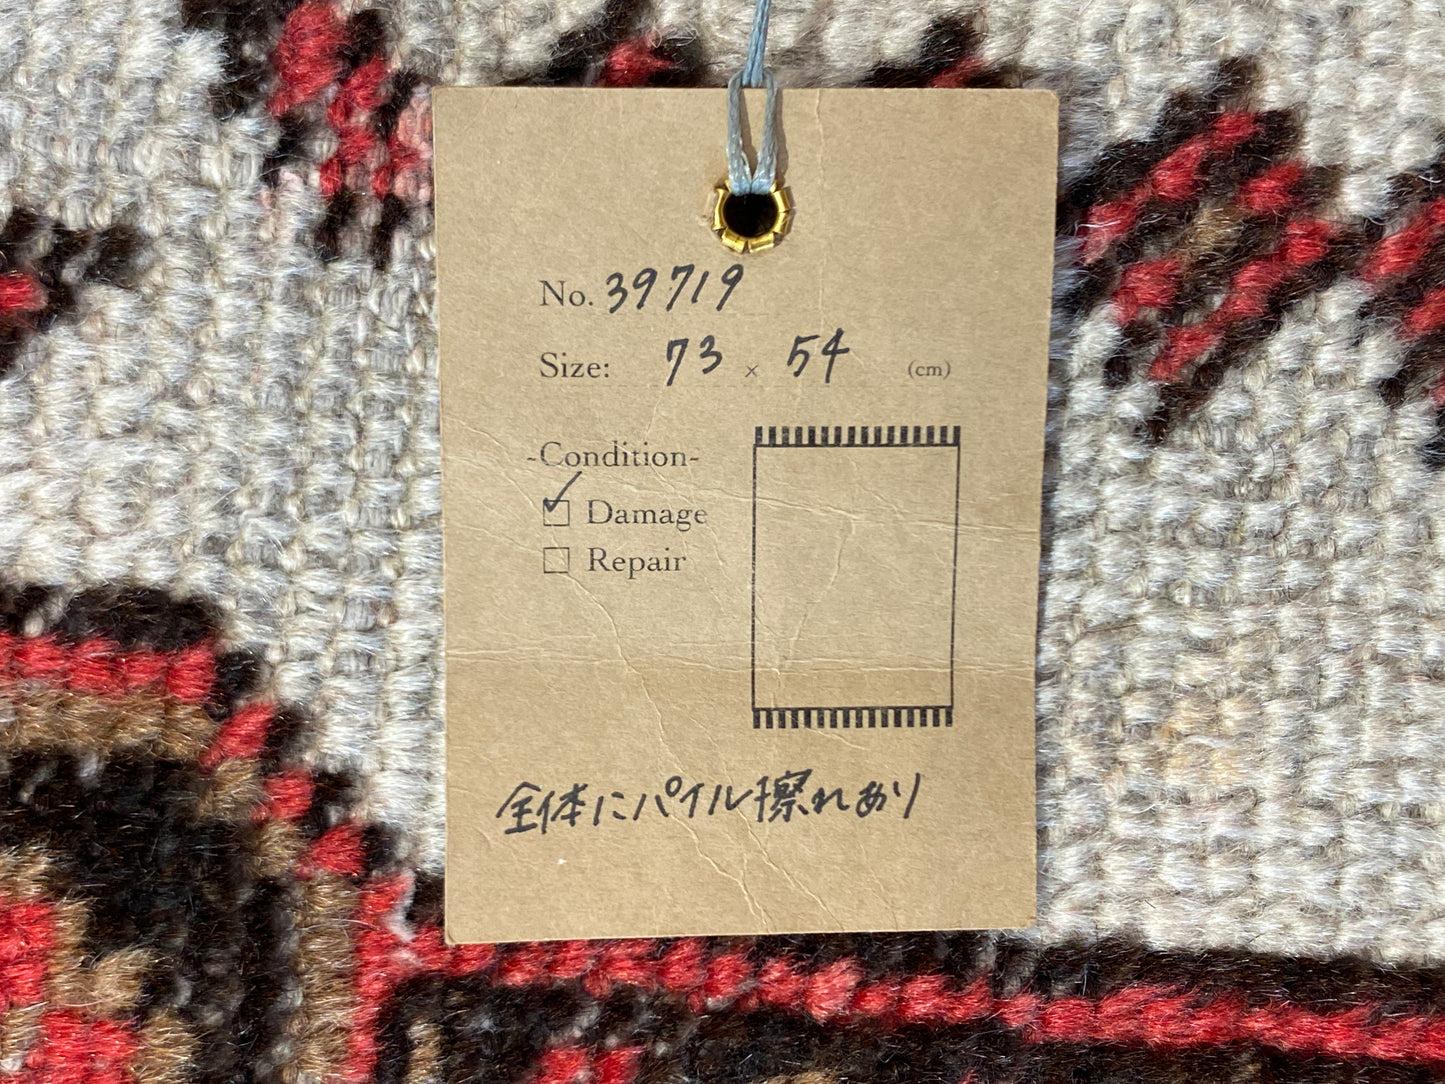 No. 39719
Size: 73 × 54 (cm)
-Condition-
☑ Damage
☐ Repair
全体にパイル擦れあり